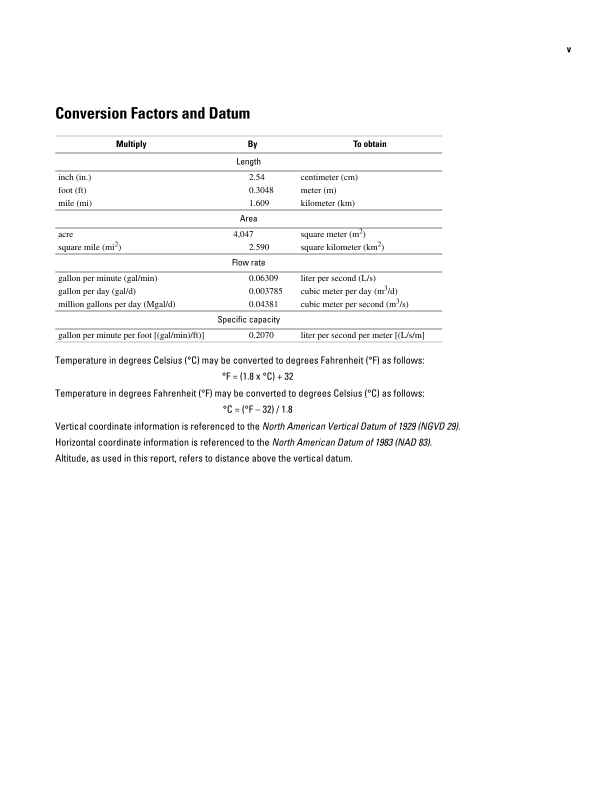 v
Conversion Factors and Datum
Multiply By To obtain
Length
inch (in.) 2.54 centimeter (cm)
foot (ft) 0.3048 meter (m)
mile (mi) 1.609 kilometer (km)
Area
acre 4,047 square meter (m²)
square mile (mi²) 2.590 square kilometer (km²)
Flow rate
gallon per minute (gal/min) 0.06309 liter per second (L/s)
gallon per day (gal/d) 0.003785 cubic meter per day (m³/d)
million gallons per day (Mgal/d) 0.04381 cubic meter per second (m³/s)
Specific capacity
gallon per minute per foot [(gal/min)/ft)] 0.2070 liter per second per meter [(L/s/m]
Temperature in degrees Celsius (°C) may be converted to degrees Fahrenheit (°F) as follows:
°F = (1.8 x °C) + 32
Temperature in degrees Fahrenheit (°F) may be converted to degrees Celsius (°C) as follows:
°C = (°F – 32) / 1.8
Vertical coordinate information is referenced to the North American Vertical Datum of 1929 (NGVD 29).
Horizontal coordinate information is referenced to the North American Datum of 1983 (NAD 83).
Altitude, as used in this report, refers to distance above the vertical datum.